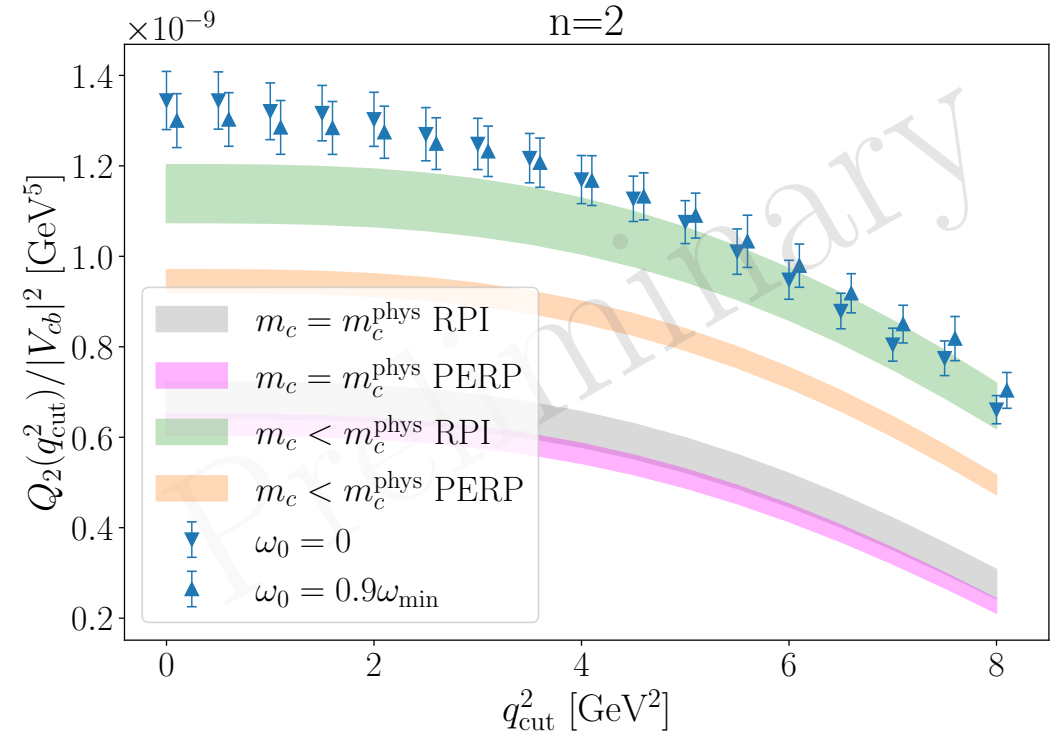 n=2
×10⁻⁹
1.4
1.2
1.0
0.8
0.6
0.4
0.2
Q₂(q²_cut)/|V_cb|² [GeV⁵]
m_c = m_c^phys RPI
m_c = m_c^phys PERP
m_c < m_c^phys RPI
m_c < m_c^phys PERP
ω₀ = 0
ω₀ = 0.9ω_min
Preliminary
0 2 4 6 8
q²_cut [GeV²]